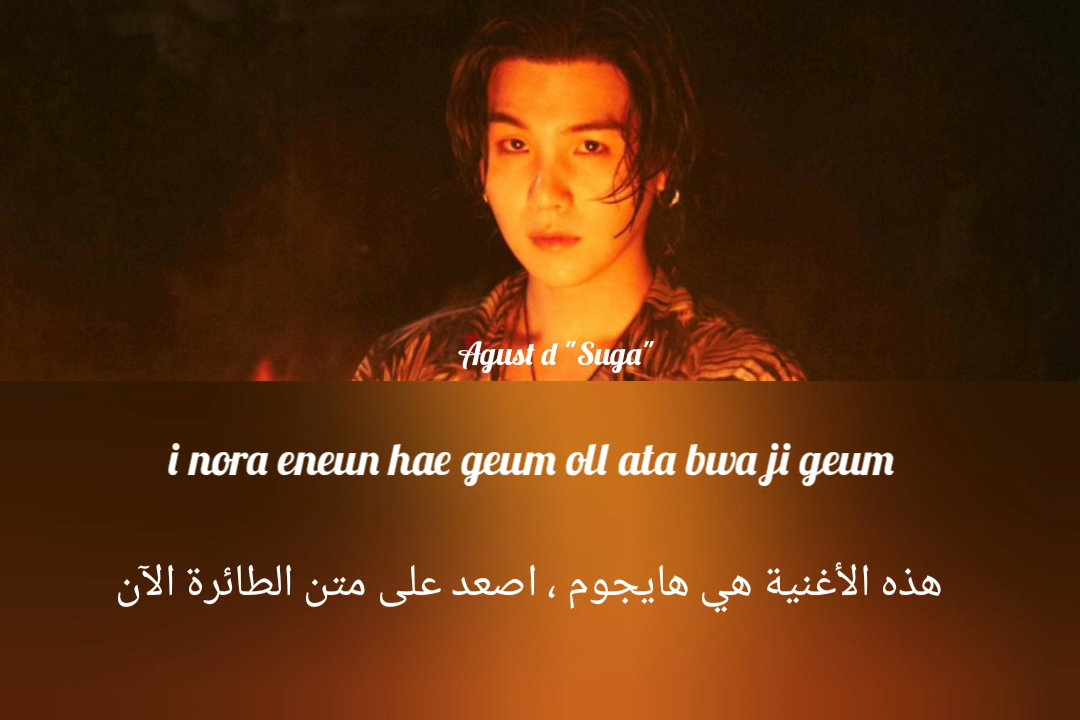 Agust d "Suga"
i nora eneun hae geum oll ata bwa ji geum
هذه الأغنية هي هايجوم ، اصعد على متن الطائرة الآن